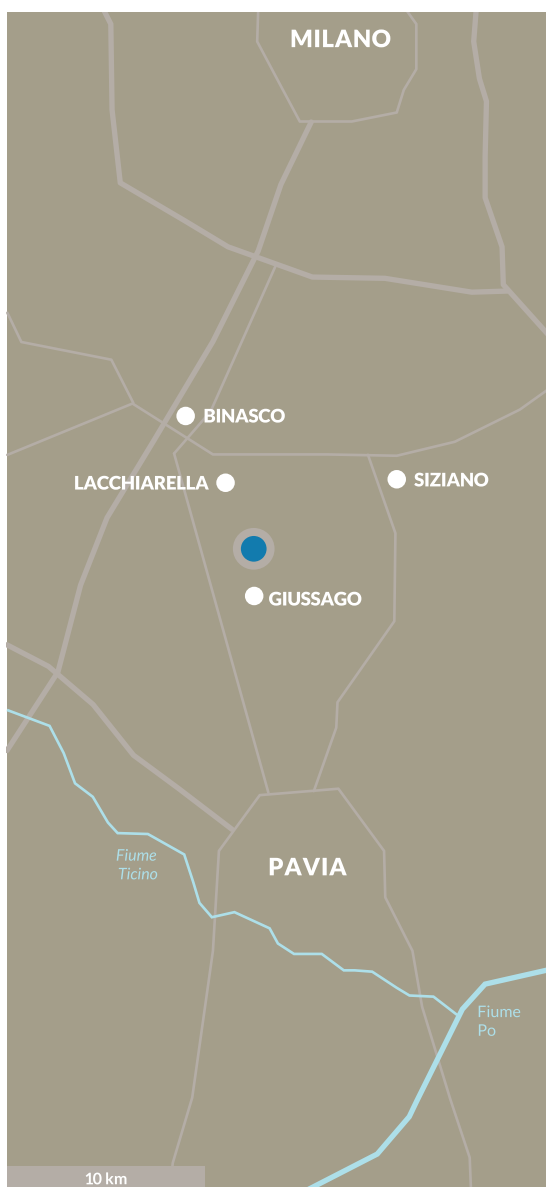 MILANO
BINASCO
LACCHIARELLA
SIZIANO
GIUSSAGO
Fiume
Ticino
PAVIA
Fiume
Po
10 km